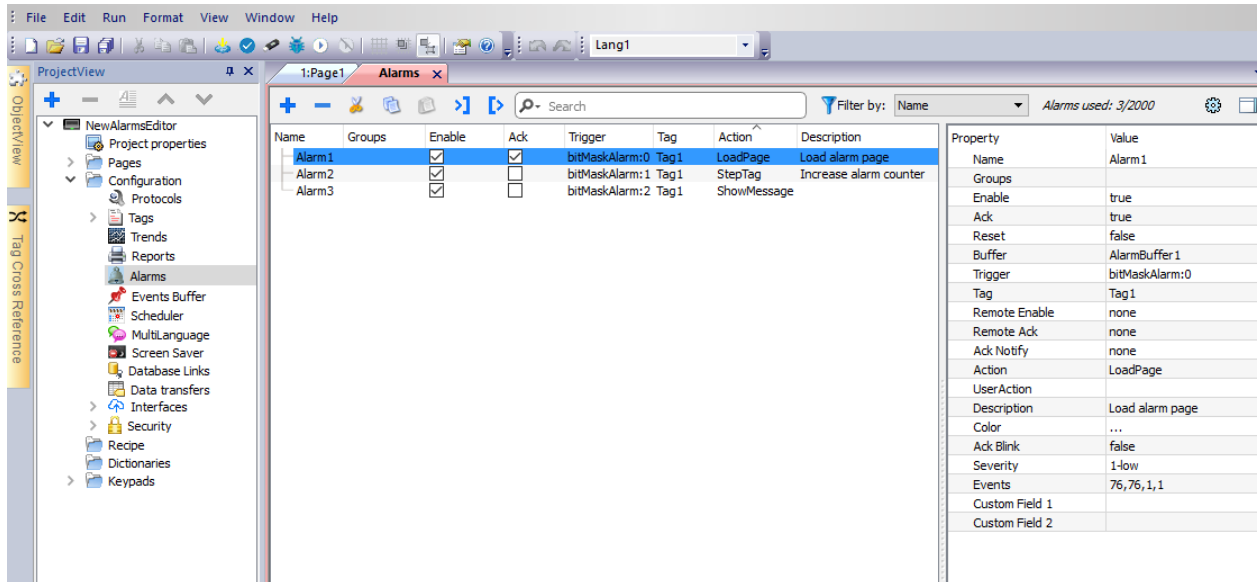 File Edit Run Format View Window Help
Lang1
ObjectView
Tag Cross Reference
ProjectView
NewAlarmsEditor
Project properties
Pages
Configuration
Protocols
Tags
Trends
Reports
Alarms
Events Buffer
Scheduler
MultiLanguage
Screen Saver
Database Links
Data transfers
Interfaces
Security
Recipe
Dictionaries
Keypads
1:Page1 Alarms
Search Filter by: Name Alarms used: 3/2000
Name Groups Enable Ack Trigger Tag Action Description
Alarm1 bitMaskAlarm:0 Tag1 LoadPage Load alarm page
Alarm2 bitMaskAlarm:1 Tag1 StepTag Increase alarm counter
Alarm3 bitMaskAlarm:2 Tag1 ShowMessage
Property Value
Name Alarm1
Groups
Enable true
Ack true
Reset false
Buffer AlarmBuffer1
Trigger bitMaskAlarm:0
Tag Tag1
Remote Enable none
Remote Ack none
Ack Notify none
Action LoadPage
UserAction
Description Load alarm page
Color ...
Ack Blink false
Severity 1-low
Events 76,76,1,1
Custom Field 1
Custom Field 2